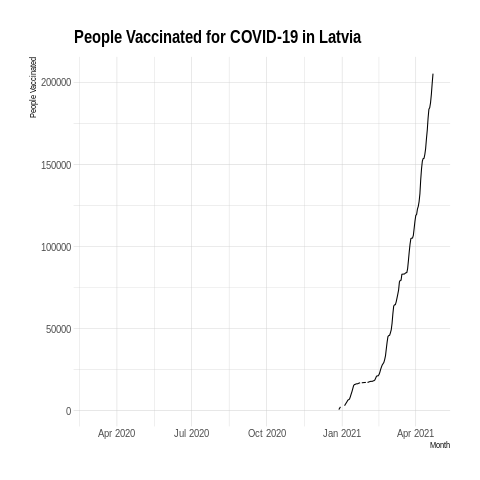 People Vaccinated for COVID-19 in Latvia
People Vaccinated
200000
150000
100000
50000
0
Apr 2020 Jul 2020 Oct 2020 Jan 2021 Apr 2021
Month